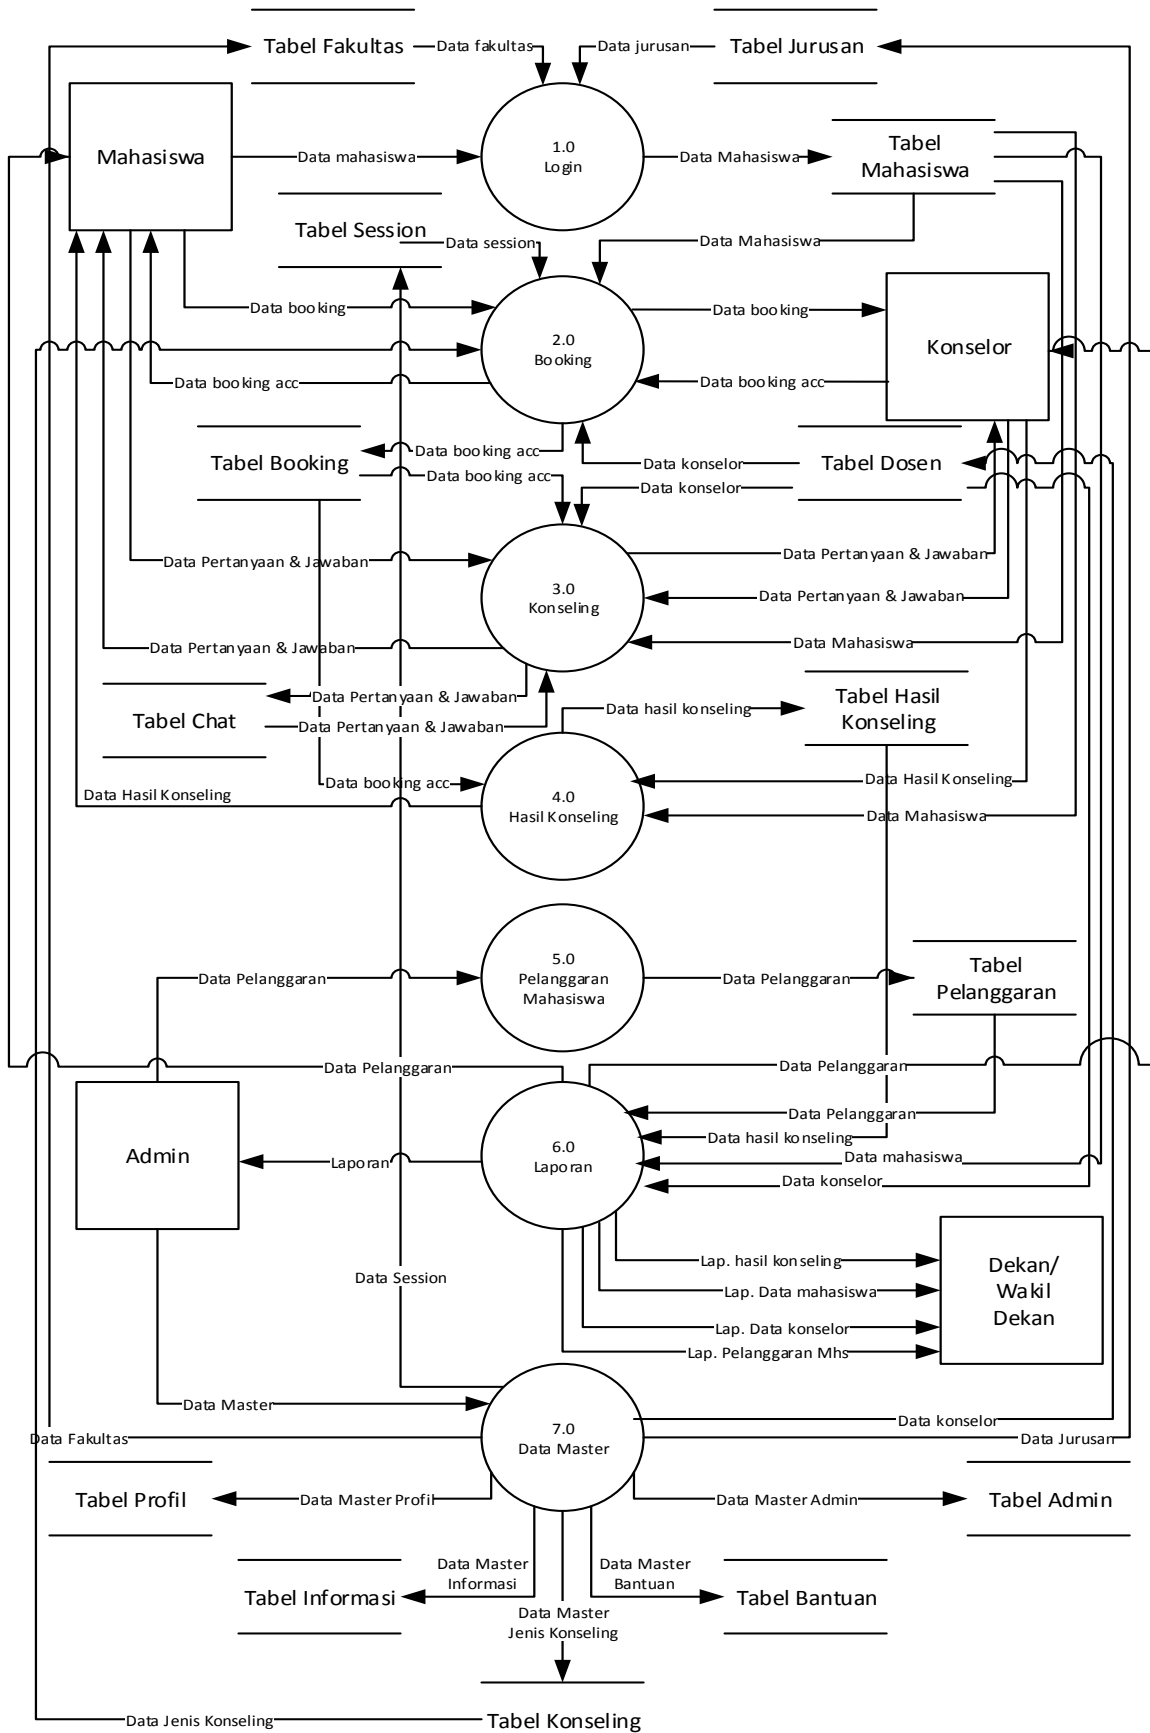 Tabel Fakultas
Data fakultas
Data jurusan
Tabel Jurusan
Mahasiswa
Data mahasiswa
1.0
Login
Data Mahasiswa
Tabel
Mahasiswa
Tabel Session
Data session
Data Mahasiswa
Data booking
2.0
Booking
Data booking
Konselor
Data booking acc
Data booking acc
Tabel Booking
Data booking acc
Data booking acc
Data konselor
Data konselor
Tabel Dosen
Data Pertanyaan & Jawaban
3.0
Konseling
Data Pertanyaan & Jawaban
Data Pertanyaan & Jawaban
Data Pertanyaan & Jawaban
Data Mahasiswa
Tabel Chat
Data Pertanyaan & Jawaban
Data Pertanyaan & Jawaban
Data hasil konseling
Tabel Hasil
Konseling
Data booking acc
Data Hasil Konseling
4.0
Hasil Konseling
Data Hasil Konseling
Data Mahasiswa
Data Pelanggaran
5.0
Pelanggaran
Mahasiswa
Data Pelanggaran
Tabel
Pelanggaran
Data Pelanggaran
Data Pelanggaran
Admin
Laporan
6.0
Laporan
Data Pelanggaran
Data hasil konseling
Data mahasiswa
Data konselor
Data Session
Lap. hasil konseling
Lap. Data mahasiswa
Lap. Data konselor
Lap. Pelanggaran Mhs
Dekan/
Wakil
Dekan
Data Master
7.0
Data Master
Data konselor
Data Fakultas
Data Jurusan
Tabel Profil
Data Master Profil
Data Master Admin
Tabel Admin
Tabel Informasi
Data Master
Informasi
Data Master
Bantuan
Tabel Bantuan
Data Master
Jenis Konseling
Data Jenis Konseling
Tabel Konseling